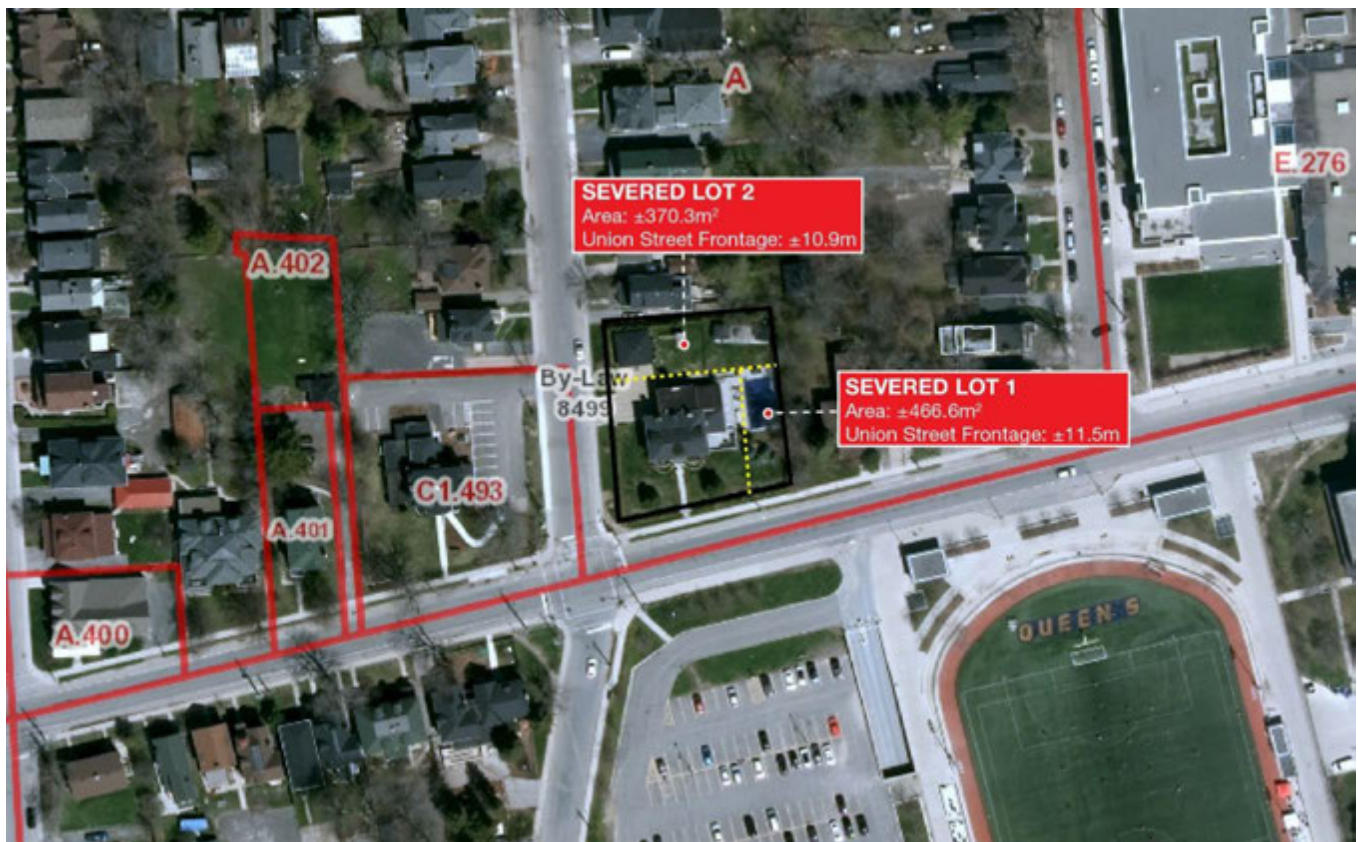 A
E.276
SEVERED LOT 2
Area: ±370.3m²
Union Street Frontage: ±10.9m
A.402
By-Law
8499
SEVERED LOT 1
Area: ±466.6m²
Union Street Frontage: ±11.5m
C1.493
A.401
A.400
QUEEN'S